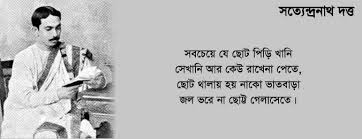 সত্যেন্দ্রনাথ দত্ত
সবচেয়ে যে ছোট পিড়ি খানি
সেখানি আর কেউ রাখেনা পেতে,
ছোট থালায় হয় নাকো ভাতবাড়া
জল ভরে না ছোট্ট গেলাসেতে।